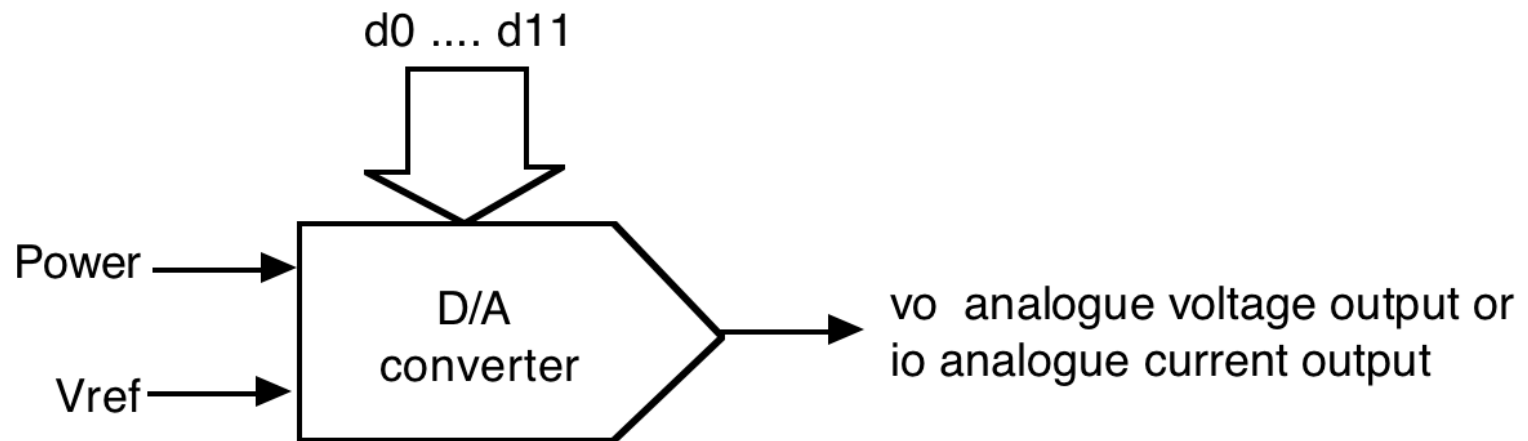 d0 .... d11
Power
D/A
converter
Vref
vo  analogue voltage output or
io analogue current output